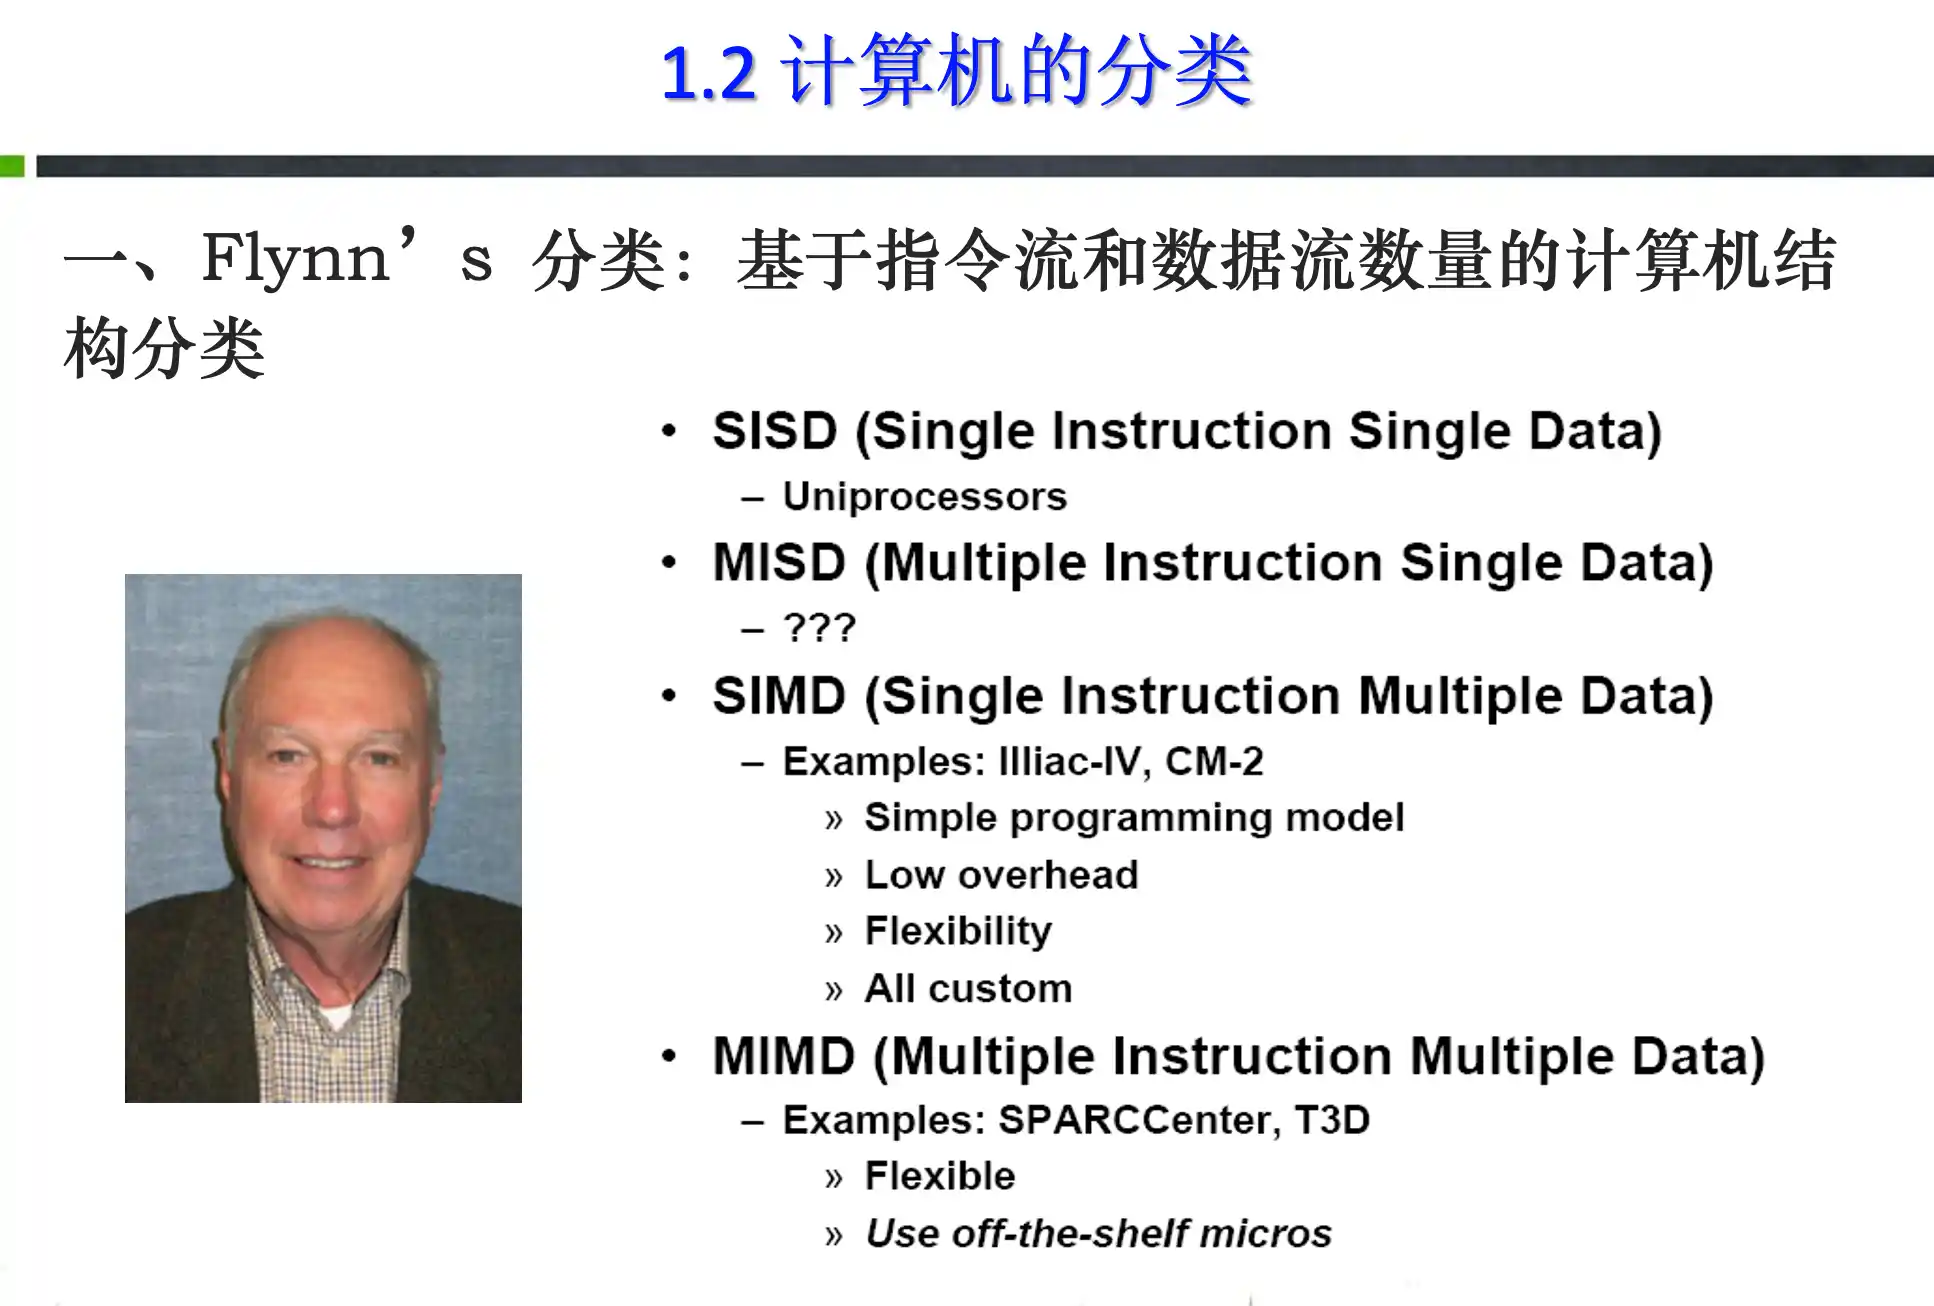 1.2 计算机的分类
一、Flynn’s 分类：基于指令流和数据流数量的计算机结
构分类
• SISD (Single Instruction Single Data)
– Uniprocessors
• MISD (Multiple Instruction Single Data)
– ???
• SIMD (Single Instruction Multiple Data)
– Examples: Illiac-IV, CM-2
» Simple programming model
» Low overhead
» Flexibility
» All custom
• MIMD (Multiple Instruction Multiple Data)
– Examples: SPARCCenter, T3D
» Flexible
» Use off-the-shelf micros